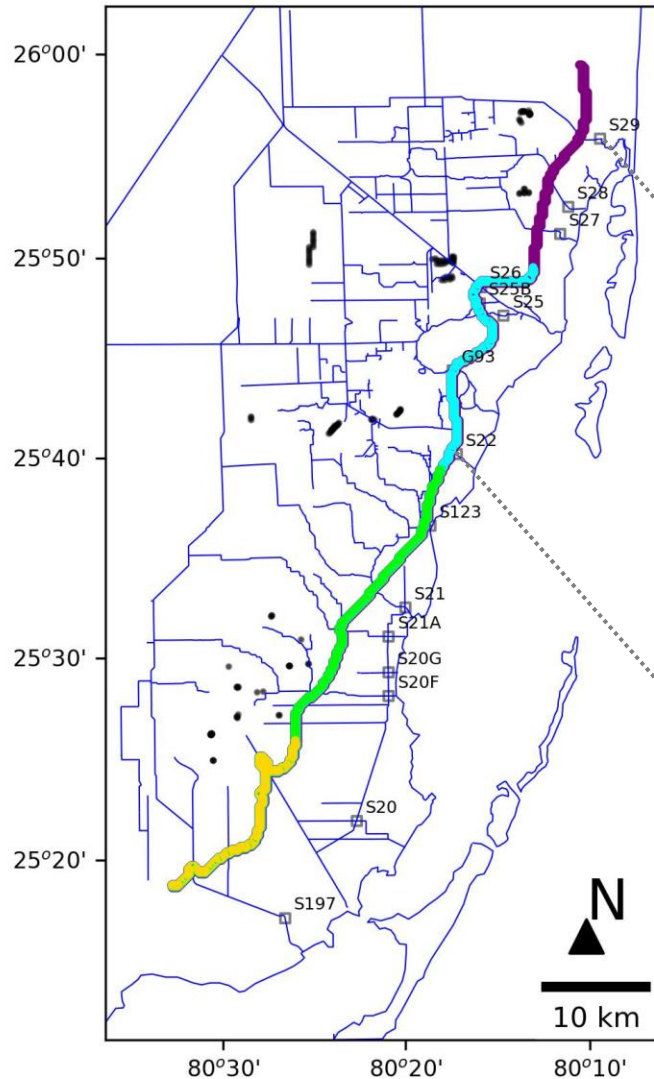 26°00'
S29
S28
S27
25°50'
S26
S25B
S25
G93
S22
25°40'
S123
S21
S21A
25°30'
S20G
S20F
S20
25°20'
S197
N
10 km
80°30'
80°20'
80°10'